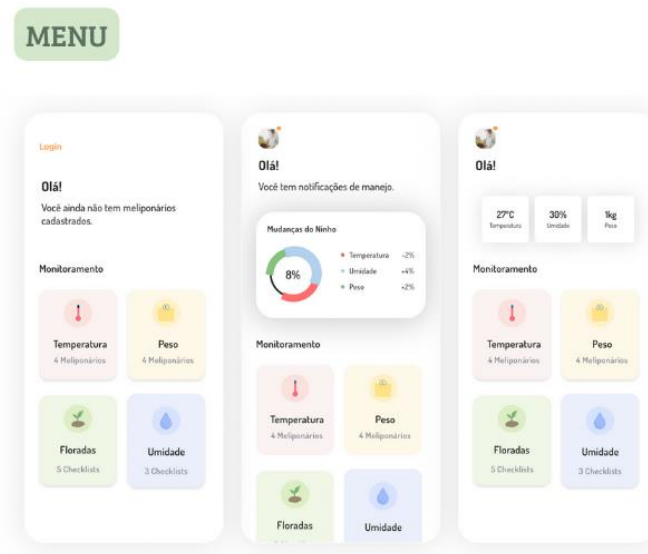 MENU
Login
Olá!
Você ainda não tem meliponários
cadastrados.
Monitoramento
Temperatura
4 Meliponários
Peso
4 Meliponários
Floradas
5 Checklists
Umidade
3 Checklists
Olá!
Você tem notificações de manejo.
Mudanças do Ninho
8%
Temperatura -2%
Umidade +4%
Peso +2%
Monitoramento
Temperatura
4 Meliponários
Peso
4 Meliponários
Floradas
Umidade
Olá!
27°C
Temperatura
30%
Umidade
1kg
Peso
Monitoramento
Temperatura
4 Meliponários
Peso
4 Meliponários
Floradas
5 Checklists
Umidade
3 Checklists